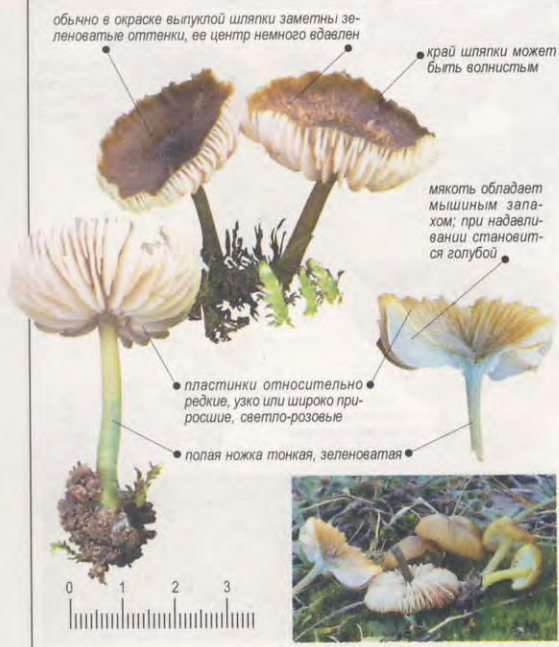 обычно в окраске выпуклой шляпки заметны зе-
леноватые оттенки, ее центр немного вдавлен
край шляпки может
быть волнистым
мякоть обладает
мышиным запа-
хом; при надавли-
вании становит-
ся голубой
пластинки относительно
редкие, узко или широко при-
росшие, светло-розовые
полая ножка тонкая, зеленоватая
0 1 2 3